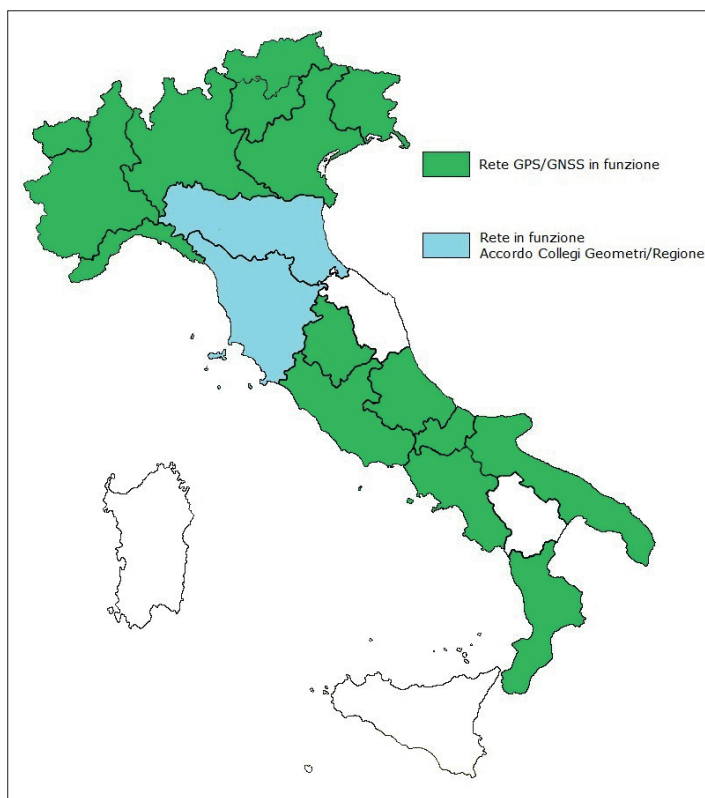 Rete GPS/GNSS in funzione
Rete in funzione
Accordo Collegi Geometri/Regione